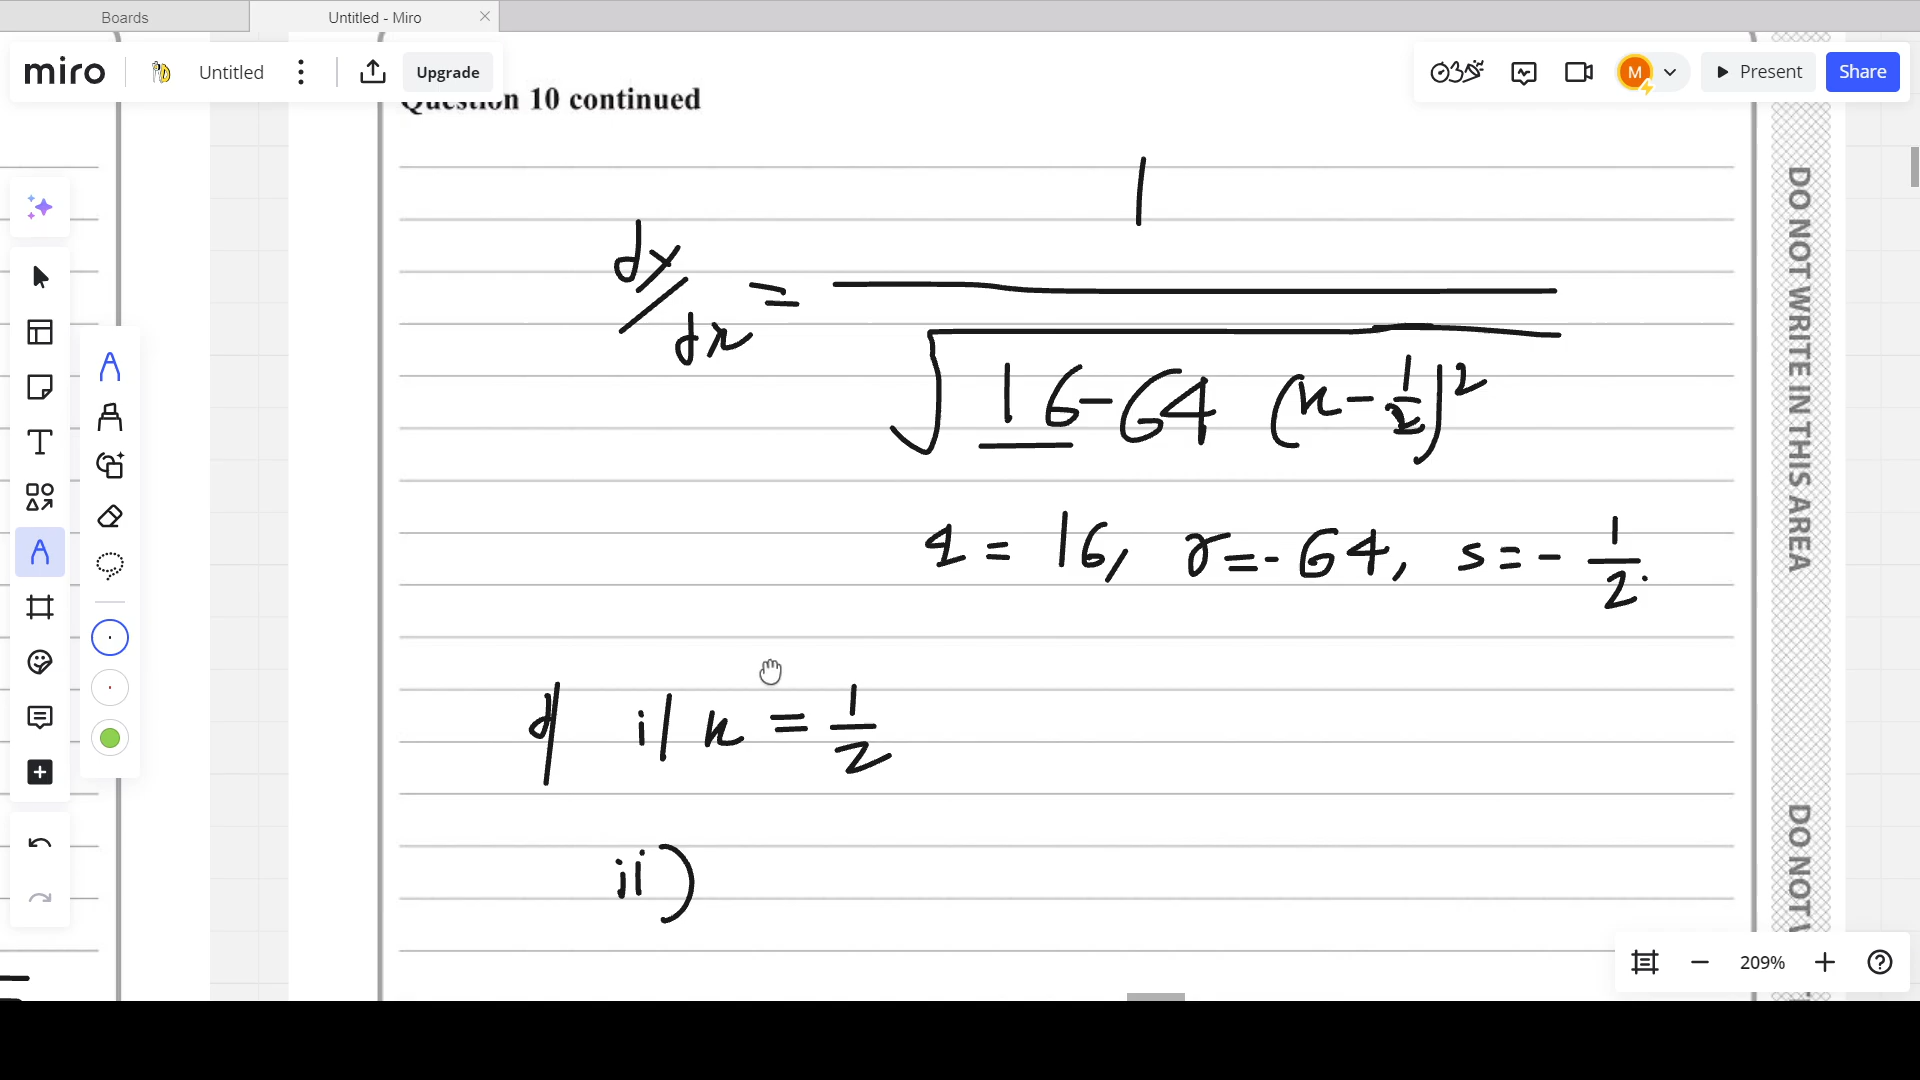 Boards
Untitled - Miro
miro
Untitled
Upgrade
M
Present
Share
Question 10 continued
dy/dx = 1 / √(16 - 64 (x - 1/2)²)
q = 16, r = - 64, s = - 1/2.
d/ i/ x = 1/2
ii)
DO NOT WRITE IN THIS AREA
DO NOT W
209%